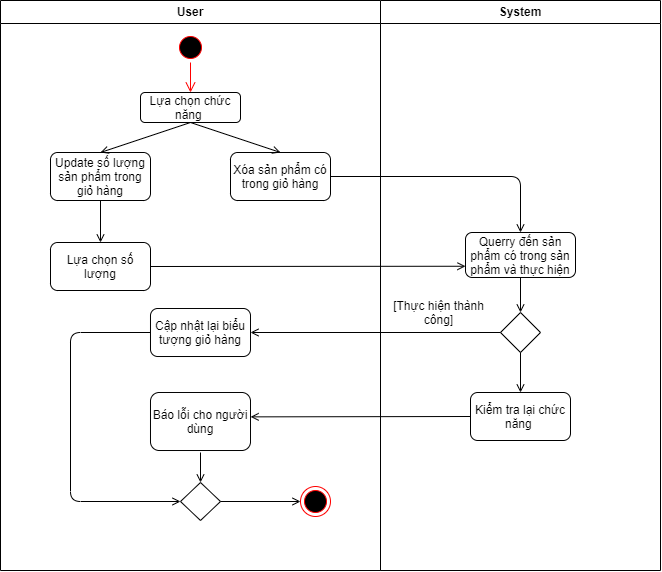 User
System
Lựa chọn chức
năng
Update số lượng
sản phẩm trong
giỏ hàng
Xóa sản phẩm có
trong giỏ hàng
Querry đến sản
phẩm có trong sản
phẩm và thực hiện
Lựa chọn số
lượng
[Thực hiện thành
công]
Cập nhật lại biểu
tượng giỏ hàng
Kiểm tra lại chức
năng
Báo lỗi cho người
dùng